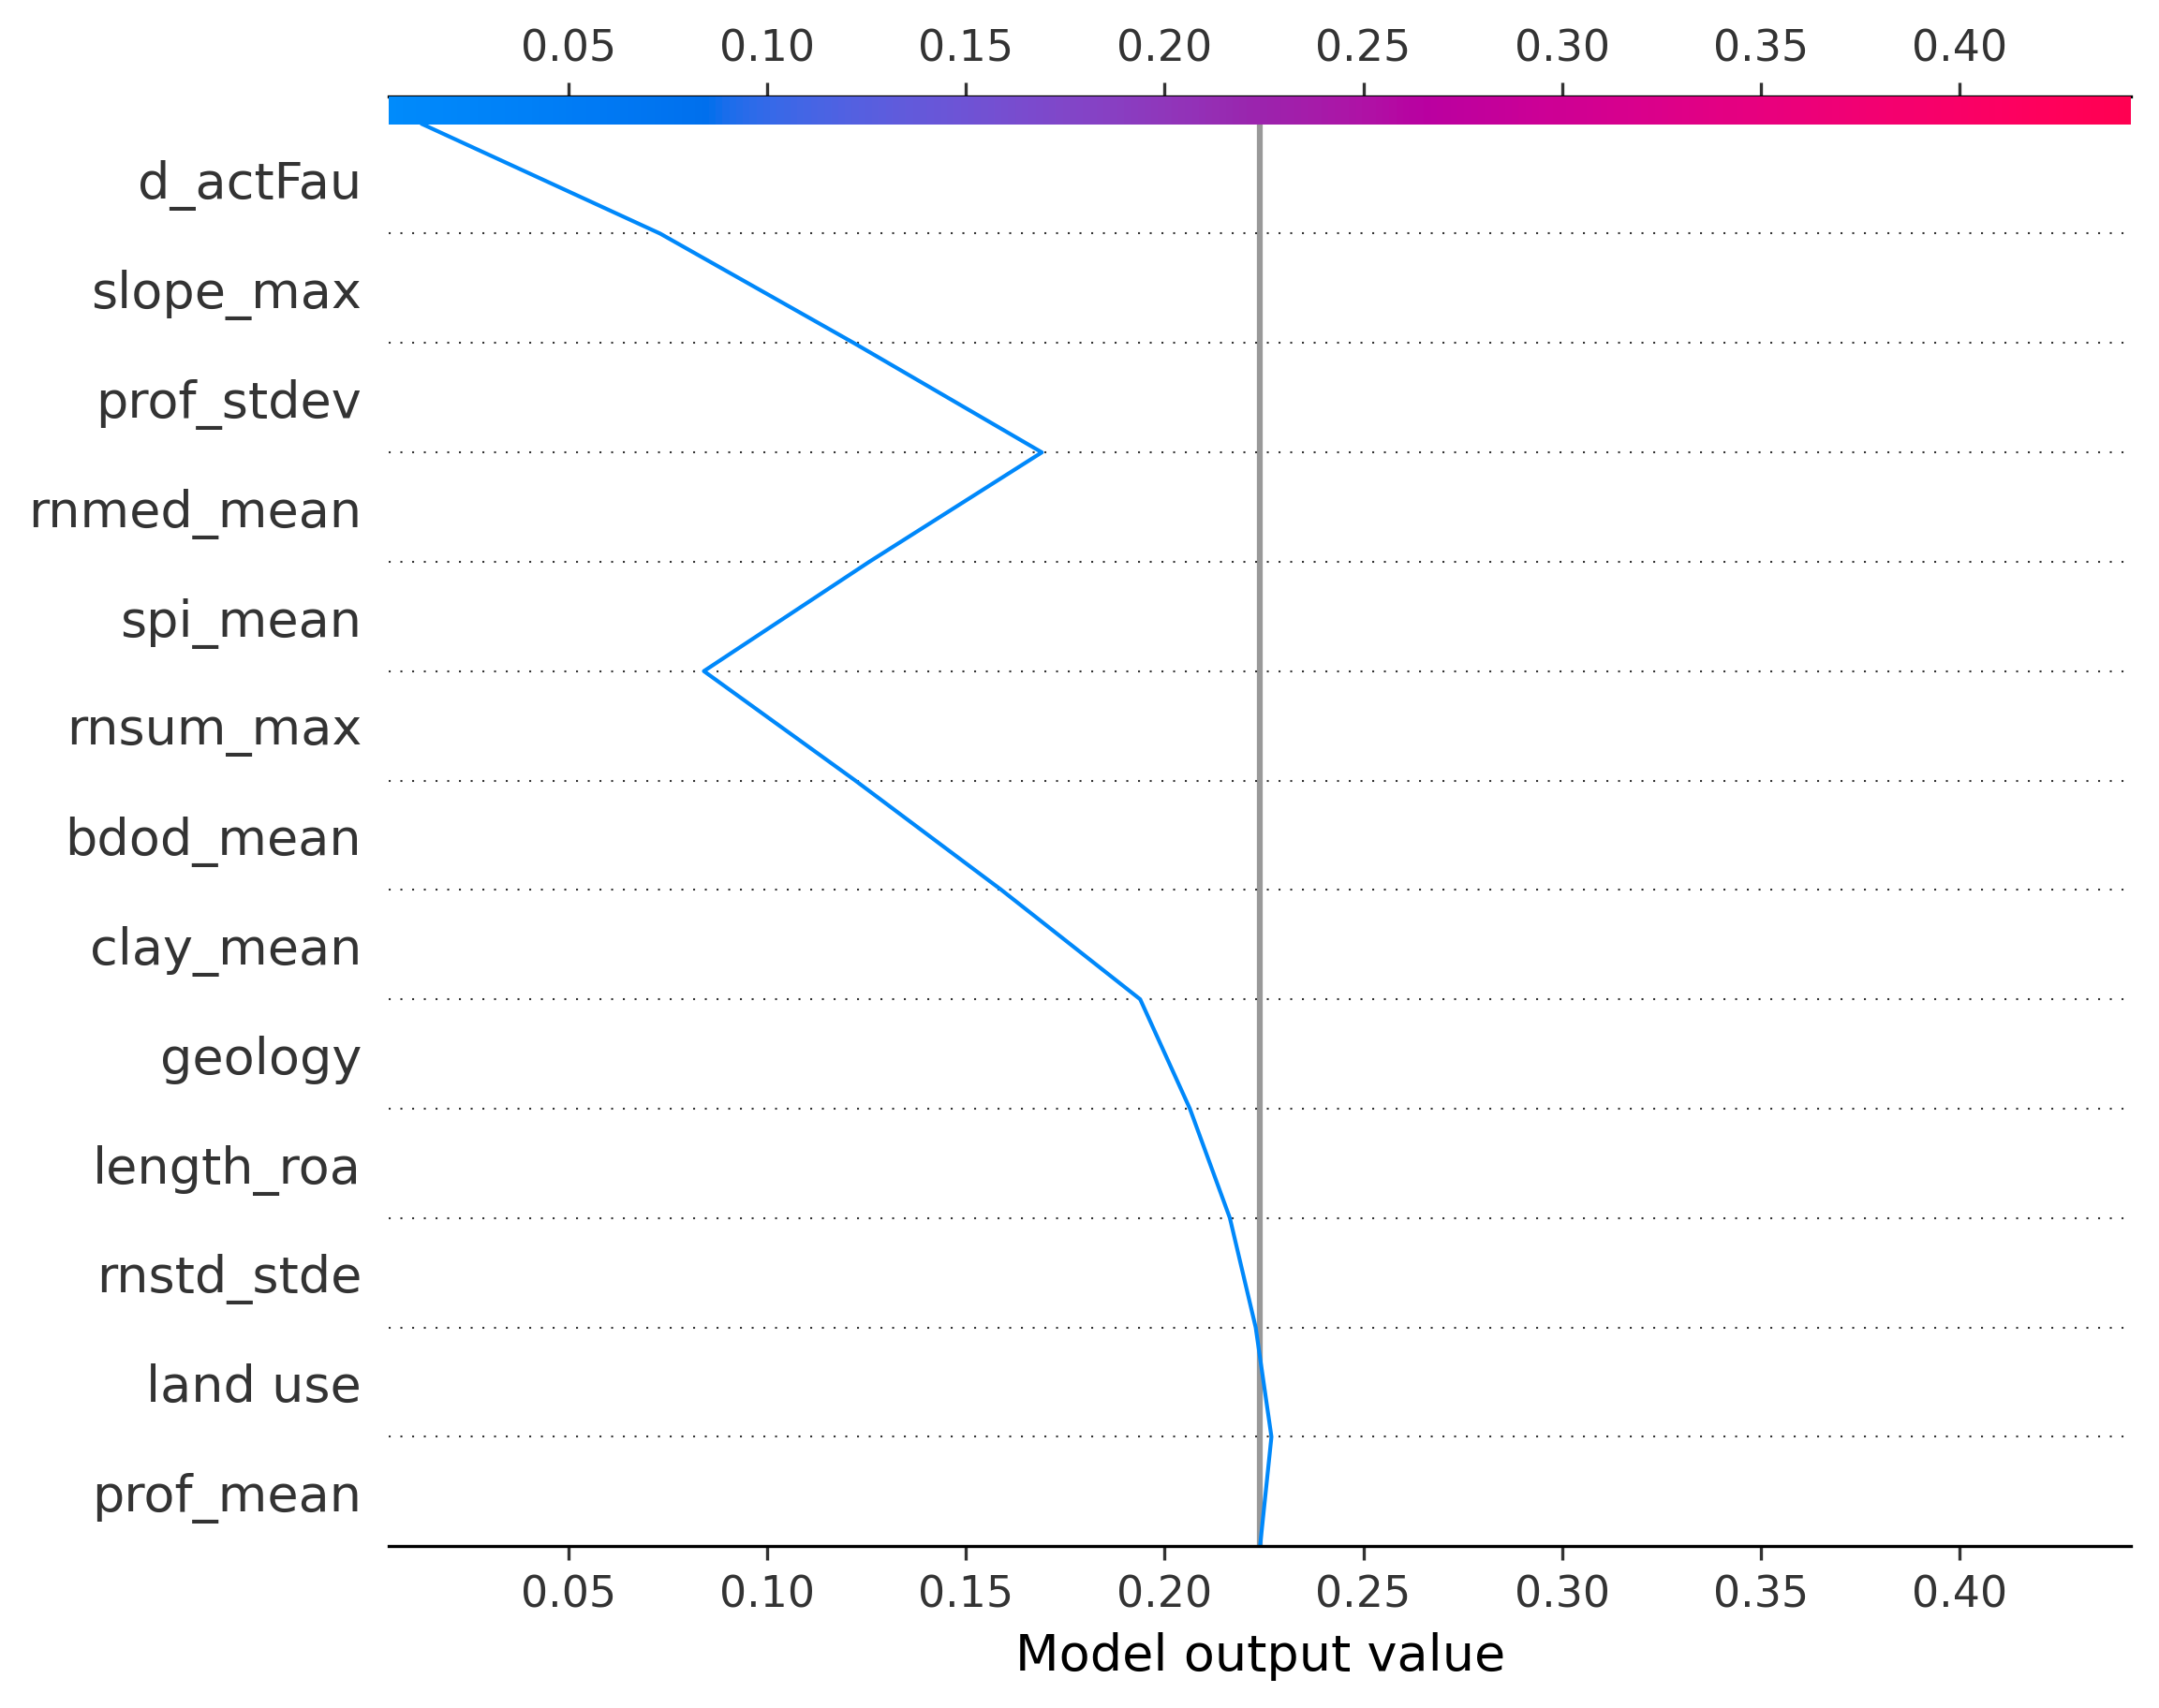 0.05 0.10 0.15 0.20 0.25 0.30 0.35 0.40
d_actFau
slope_max
prof_stdev
rnmed_mean
spi_mean
rnsum_max
bdod_mean
clay_mean
geology
length_roa
rnstd_stde
land use
prof_mean
0.05 0.10 0.15 0.20 0.25 0.30 0.35 0.40
Model output value